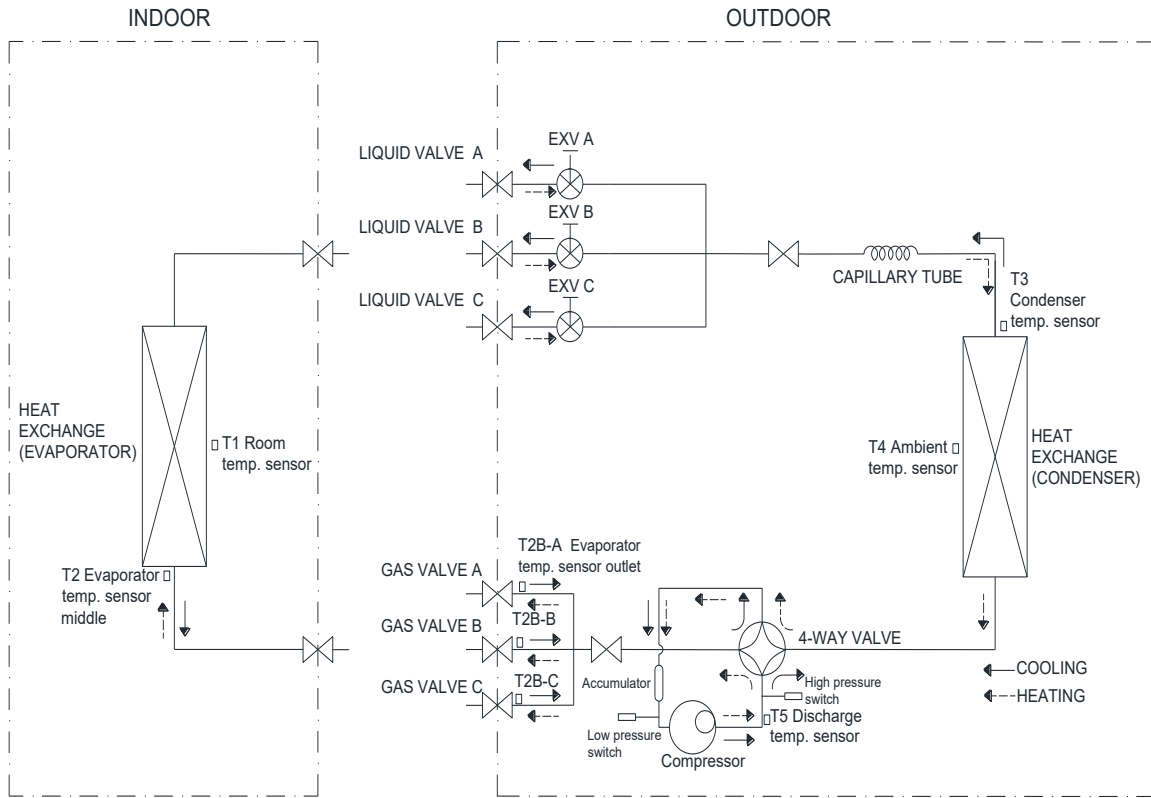 INDOOR
OUTDOOR
LIQUID VALVE A
EXV A
LIQUID VALVE B
EXV B
LIQUID VALVE C
EXV C
CAPILLARY TUBE
T3
Condenser
temp. sensor
HEAT
EXCHANGE
(EVAPORATOR)
T1 Room
temp. sensor
T4 Ambient
temp. sensor
HEAT
EXCHANGE
(CONDENSER)
T2 Evaporator
temp. sensor
middle
GAS VALVE A
T2B-A Evaporator
temp. sensor outlet
GAS VALVE B
T2B-B
GAS VALVE C
T2B-C
4-WAY VALVE
Accumulator
High pressure
switch
Low pressure
switch
T5 Discharge
temp. sensor
Compressor
COOLING
HEATING